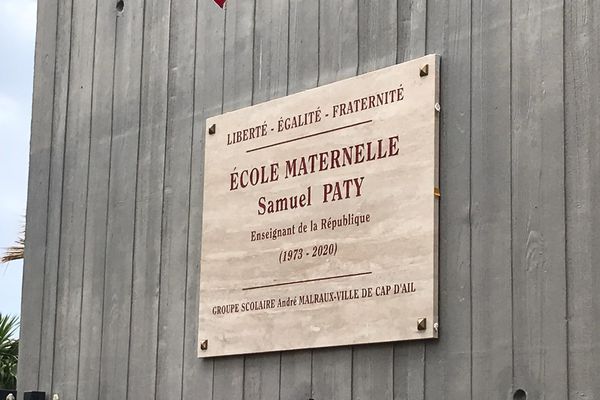 LIBERTÉ - ÉGALITÉ - FRATERNITÉ
ÉCOLE MATERNELLE
Samuel PATY
Enseignant de la République
(1973 - 2020)
GROUPE SCOLAIRE André MALRAUX-VILLE DE CAP D'AIL